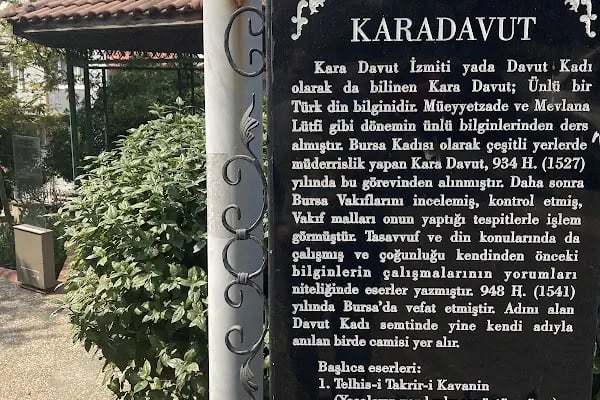 KARADAVUT
Kara Davut İzmiti yada Davut Kadı
olarak da bilinen Kara Davut; Ünlü bir
Türk din bilginidir. Müeyyetzade ve Mevlana
Lütfi gibi dönemin ünlü bilginlerinden ders
almıştır. Bursa Kadısı olarak çeşitli yerlerde
müderrislik yapan Kara Davut, 934 H. (1527)
yılında bu görevinden alınmıştır. Daha sonra
Bursa Vakıflarını incelemiş, kontrol etmiş,
Vakıf malları onun yaptığı tespitlerle işlem
görmüştür. Tasavvuf ve din konularında da
çalışmış ve çoğunluğu kendinden önceki
bilginlerin çalışmalarının yorumları
niteliğinde eserler yazmıştır. 948 H. (1541)
yılında Bursa'da vefat etmiştir. Adını alan
Davut Kadı semtinde yine kendi adıyla
anılan birde camisi yer alır.
Başlıca eserleri:
1. Telhis-i Takrir-i Kavanin